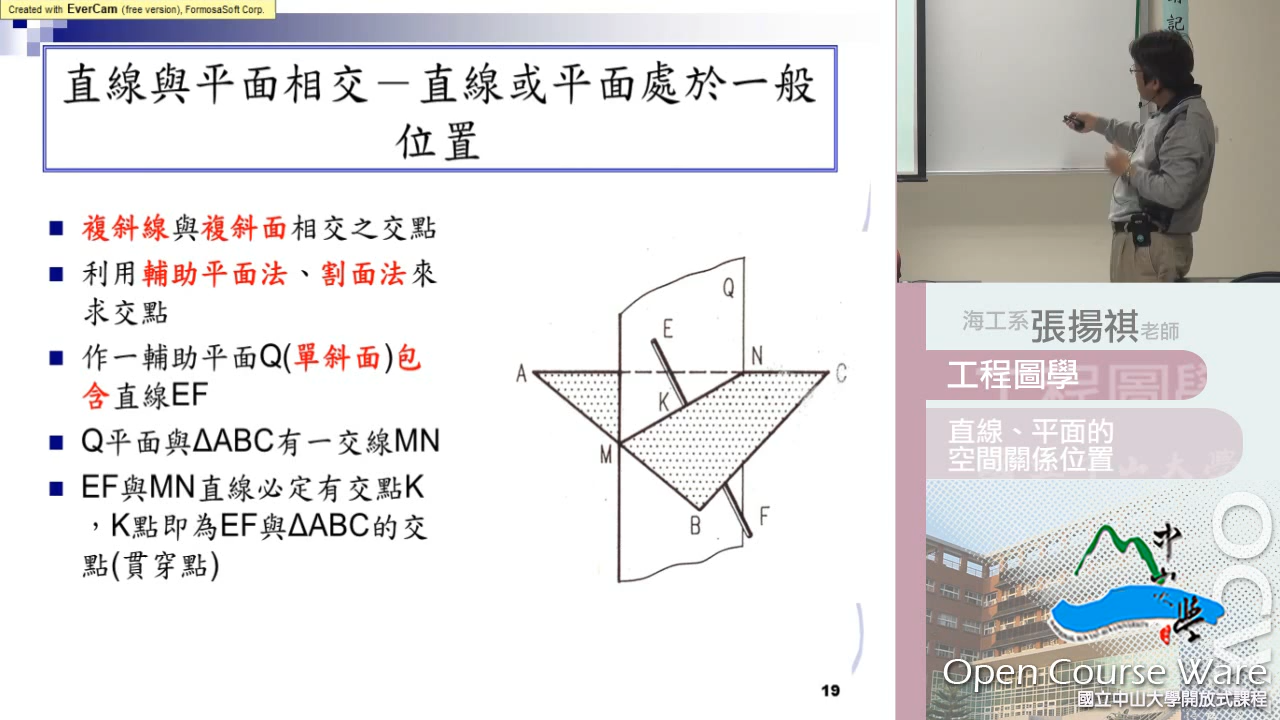 Created with EverCam (free version), FormosaSoft Corp.
直線與平面相交－直線或平面處於一般
位置
複斜線與複斜面相交之交點
利用輔助平面法、割面法來
求交點
作一輔助平面Q(單斜面)包
含直線EF
Q平面與ΔABC有一交線MN
EF與MN直線必定有交點K
，K點即為EF與ΔABC的交
點(貫穿點)
Q
E
A
N
C
K
M
B
F
19
記
海工系張揚祺老師
工程圖學
直線、平面的
空間關係位置
中山大學
OCW
Open Course Ware
國立中山大學開放式課程